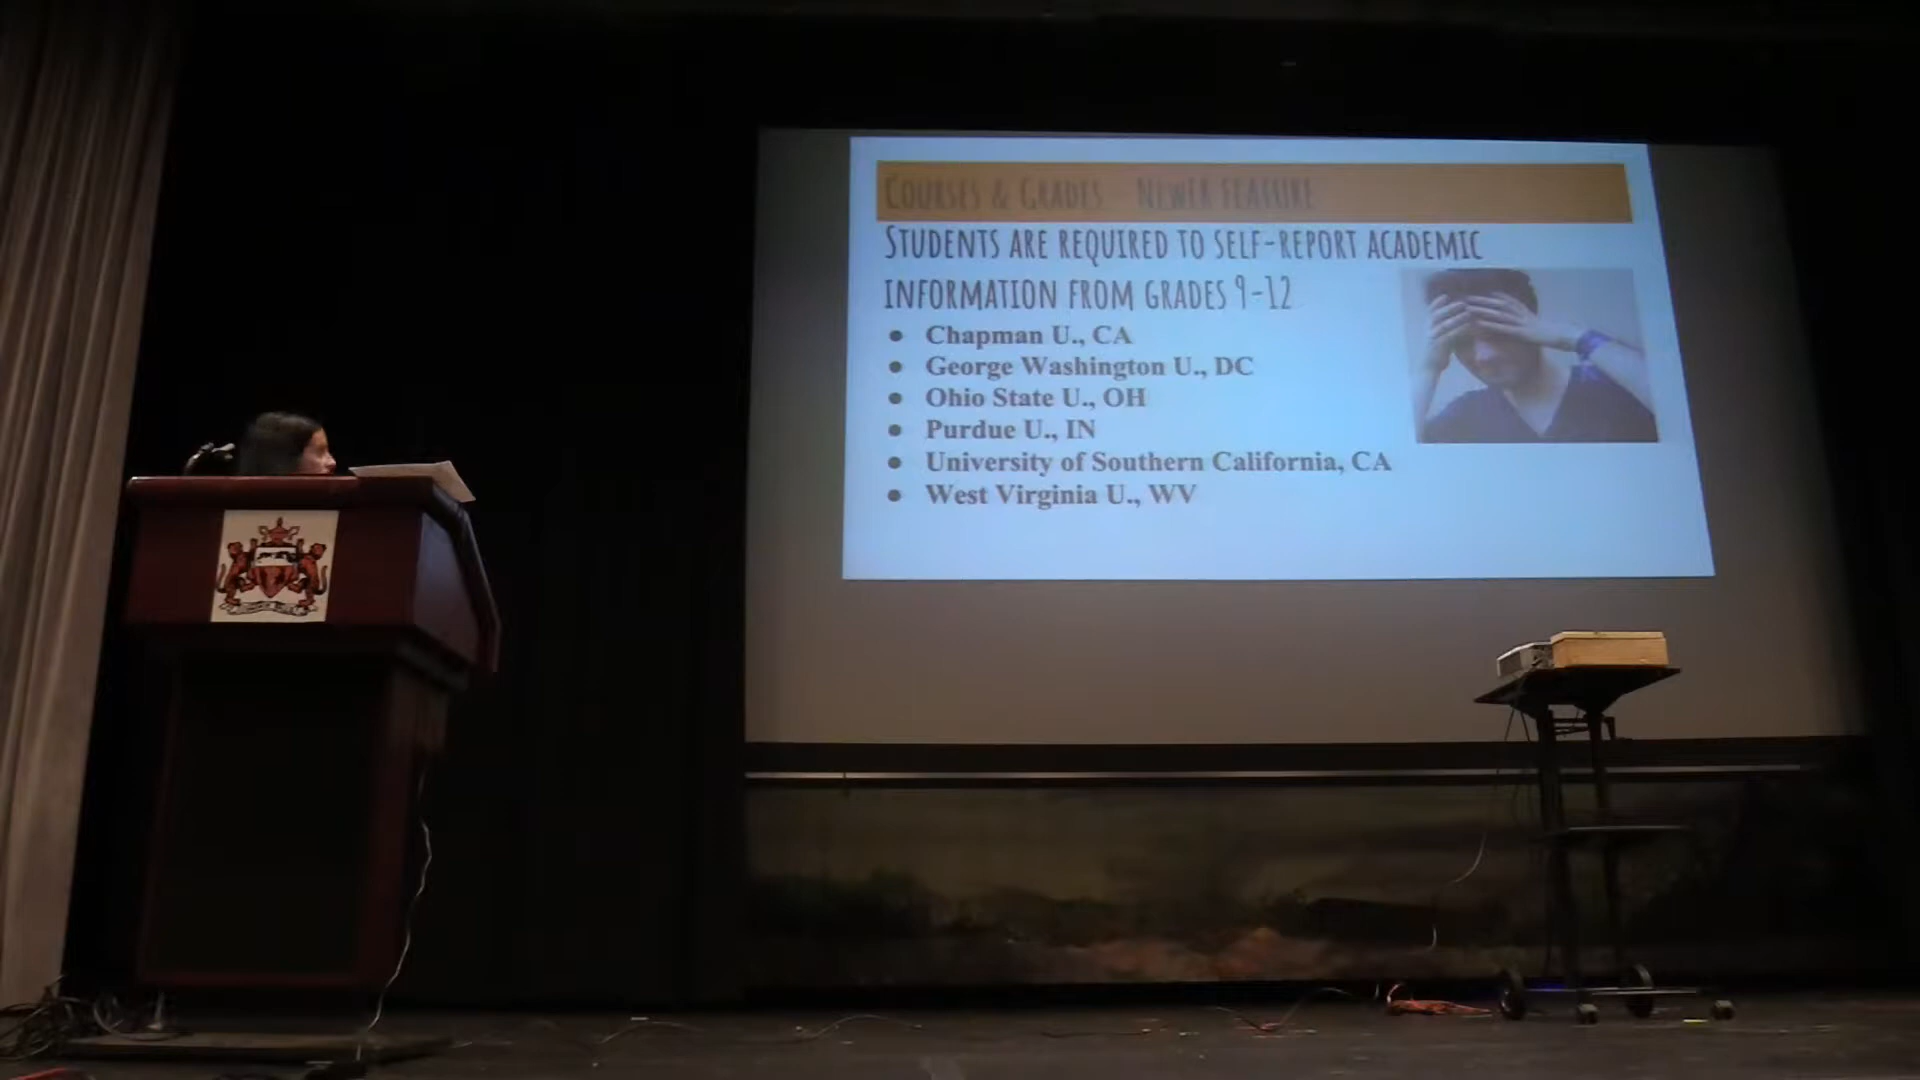 COURSES & GRADES - NEWER FEATURE
STUDENTS ARE REQUIRED TO SELF-REPORT ACADEMIC
INFORMATION FROM GRADES 9-12
● Chapman U., CA
● George Washington U., DC
● Ohio State U., OH
● Purdue U., IN
● University of Southern California, CA
● West Virginia U., WV